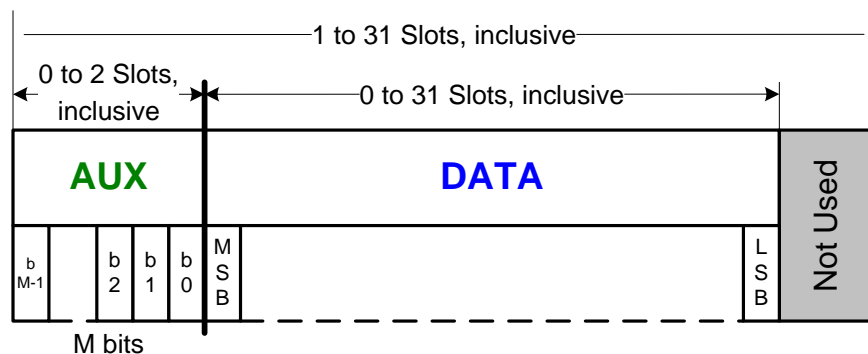 1 to 31 Slots, inclusive
0 to 2 Slots,
inclusive
0 to 31 Slots, inclusive
AUX
DATA
Not Used
b
M-1
b
2
b
1
b
0
M
S
B
L
S
B
M bits